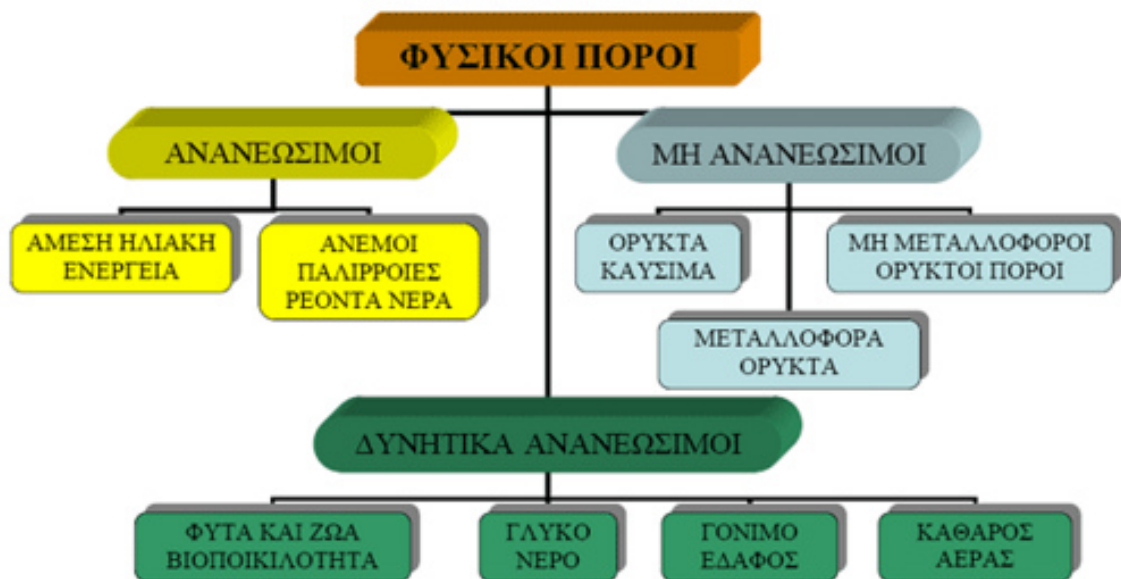 ΦΥΣΙΚΟΙ ΠΟΡΟΙ
ΑΝΑΝΕΩΣΙΜΟΙ
ΜΗ ΑΝΑΝΕΩΣΙΜΟΙ
ΑΜΕΣΗ ΗΛΙΑΚΗ
ΕΝΕΡΓΕΙΑ
ΑΝΕΜΟΙ
ΠΑΛΙΡΡΟΙΕΣ
ΡΕΟΝΤΑ ΝΕΡΑ
ΟΡΥΚΤΑ
ΚΑΥΣΙΜΑ
ΜΗ ΜΕΤΑΛΛΟΦΟΡΟΙ
ΟΡΥΚΤΟΙ ΠΟΡΟΙ
ΜΕΤΑΛΛΟΦΟΡΑ
ΟΡΥΚΤΑ
ΔΥΝΗΤΙΚΑ ΑΝΑΝΕΩΣΙΜΟΙ
ΦΥΤΑ ΚΑΙ ΖΩΑ
ΒΙΟΠΟΙΚΙΛΟΤΗΤΑ
ΓΛΥΚΟ
ΝΕΡΟ
ΓΟΝΙΜΟ
ΕΔΑΦΟΣ
ΚΑΘΑΡΟΣ
ΑΕΡΑΣ